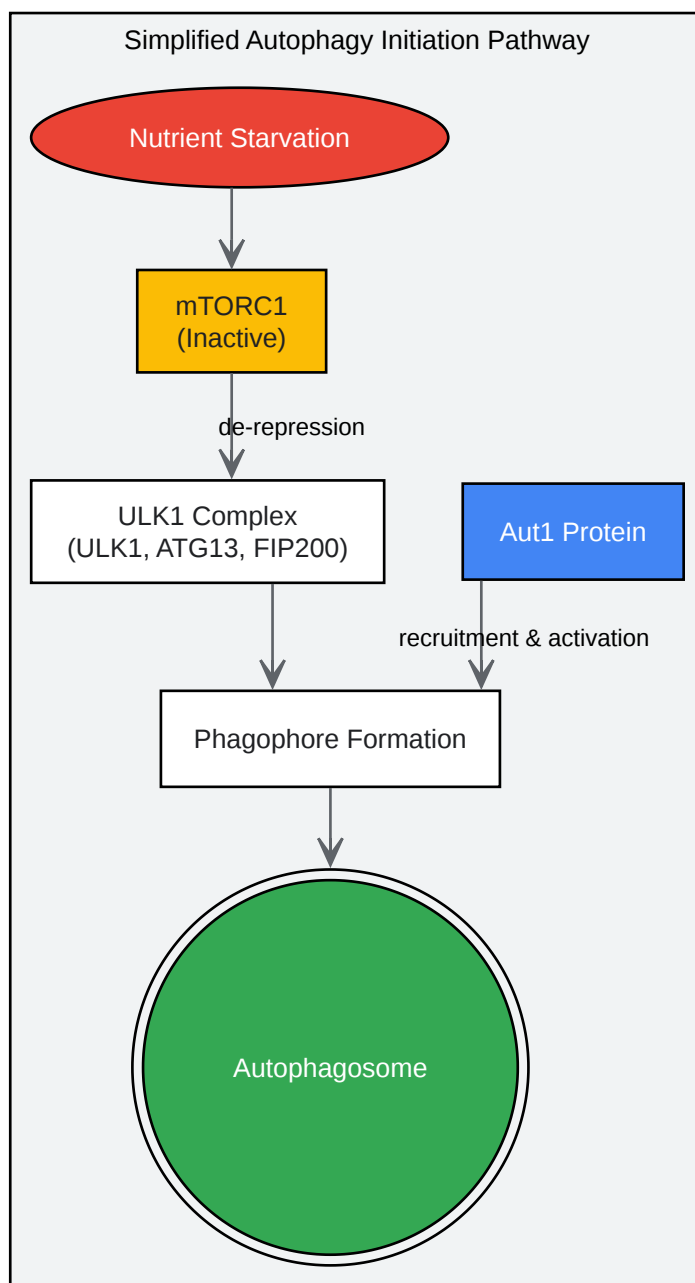 Simplified Autophagy Initiation Pathway
Nutrient Starvation
mTORC1
(Inactive)
de-repression
ULK1 Complex
(ULK1, ATG13, FIP200)
Aut1 Protein
recruitment & activation
Phagophore Formation
Autophagosome